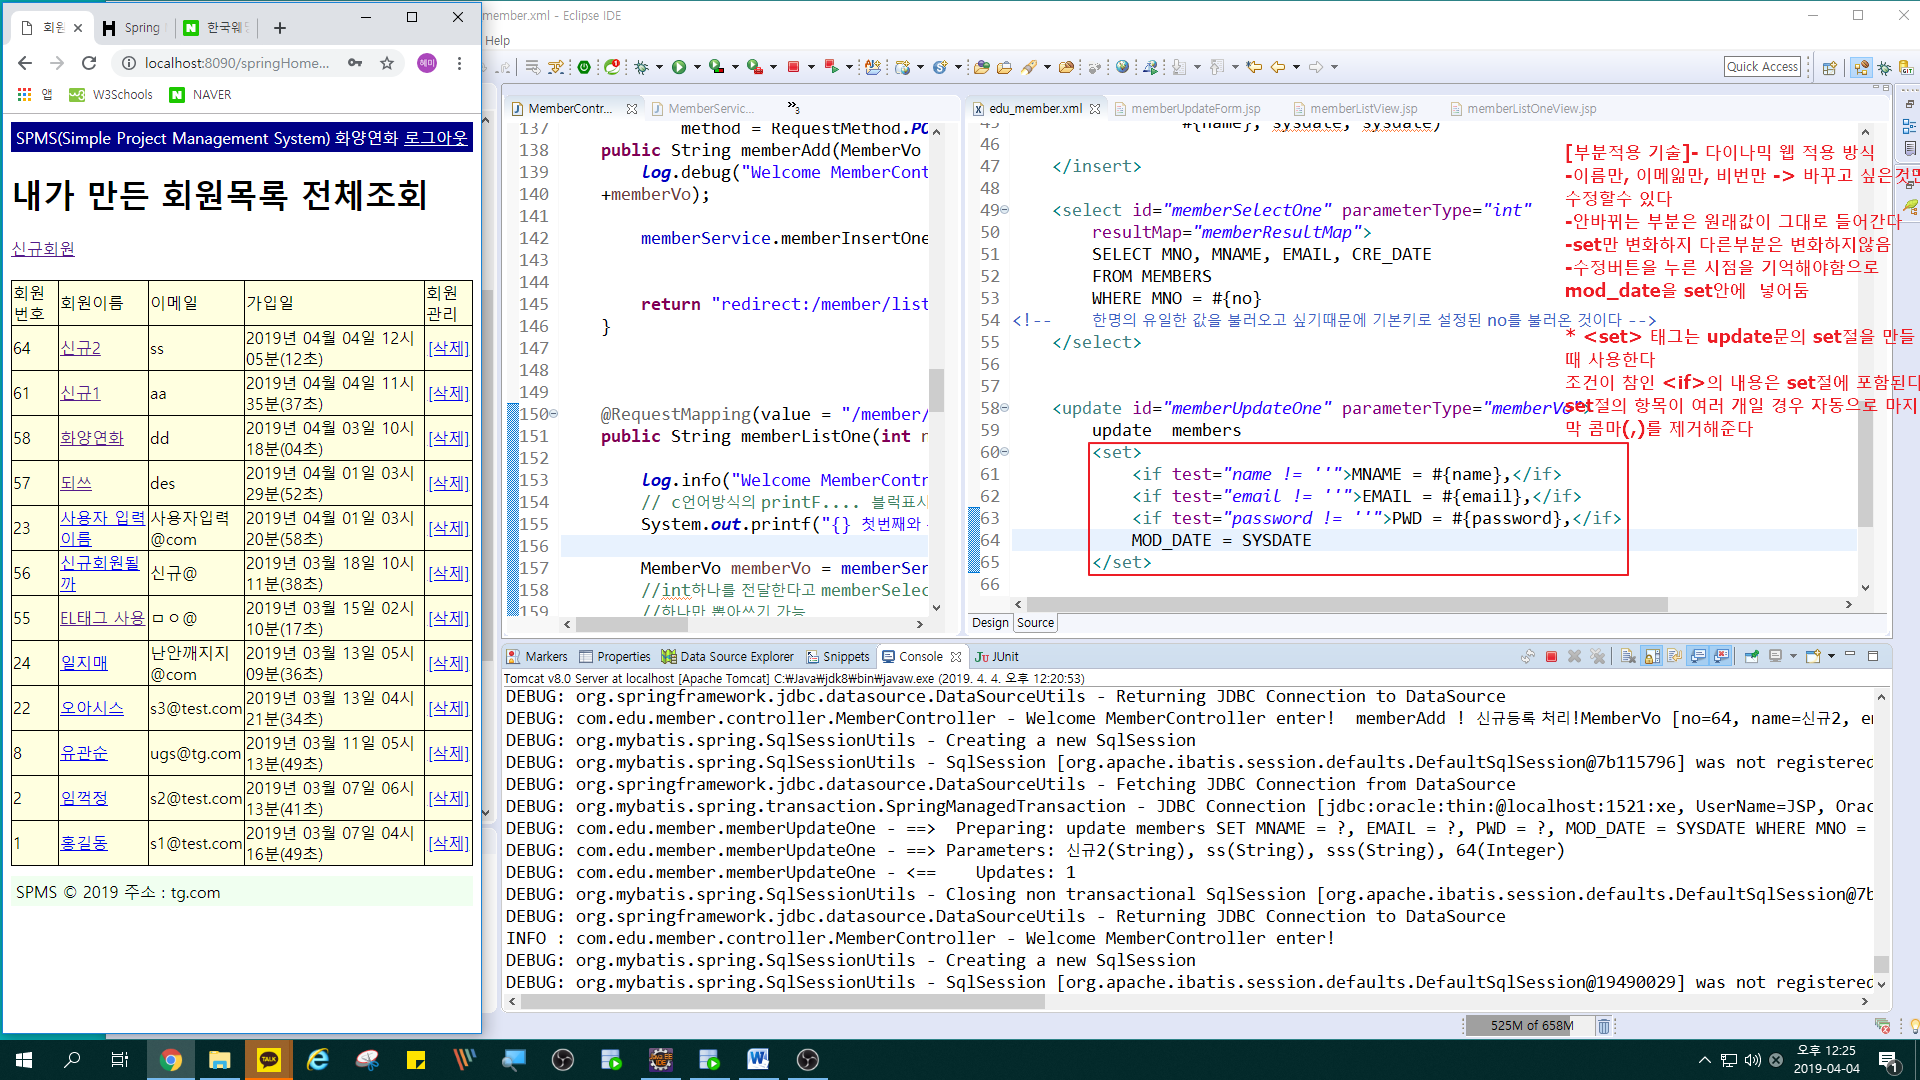 회원
Spring
한국웹
member.xml - Eclipse IDE
Help
localhost:8090/springHome...
혜미
앱
W3Schools
NAVER
Quick Access
SPMS(Simple Project Management System) 화양연화 로그아웃
내가 만든 회원목록 전체조회
신규회원
회원번호 회원이름 이메일 가입일 회원관리
64 신규2 ss 2019년 04월 04일 12시 05분(12초) [삭제]
61 신규1 aa 2019년 04월 04일 11시 35분(37초) [삭제]
58 화양연화 dd 2019년 04월 03일 10시 18분(04초) [삭제]
57 되쓰 des 2019년 04월 01일 03시 29분(52초) [삭제]
23 사용자 입력 이름 사용자입력@com 2019년 04월 01일 03시 20분(58초) [삭제]
56 신규회원될까 신규@ 2019년 03월 18일 10시 11분(38초) [삭제]
55 EL태그 사용 ㅁㅇ@ 2019년 03월 15일 02시 10분(17초) [삭제]
24 일지매 난안깨지지@com 2019년 03월 13일 05시 09분(36초) [삭제]
22 오아시스 s3@test.com 2019년 03월 13일 04시 21분(34초) [삭제]
8 유관순 ugs@tg.com 2019년 03월 11일 05시 13분(49초) [삭제]
2 임꺽정 s2@test.com 2019년 03월 07일 06시 13분(41초) [삭제]
1 홍길동 s1@test.com 2019년 03월 07일 04시 16분(49초) [삭제]
SPMS © 2019 주소 : tg.com
MemberContr...
MemberServic...
»3
137 method = RequestMethod.PO
138 public String memberAdd(MemberVo
139 log.debug("Welcome MemberCont
140 +memberVo);
141
142 memberService.memberInsertOne
143
144
145 return "redirect:/member/list
146 }
147
148
149
150 @RequestMapping(value = "/member/
151 public String memberListOne(int n
152
153 log.info("Welcome MemberContr
154 // c언어방식의 printF.... 블럭표시
155 System.out.printf("{} 첫번째와
156
157 MemberVo memberVo = memberSer
158 //int하나를 전달한다고 memberSelec
159 //하나만 뽑아쓰기 가능
edu_member.xml
memberUpdateForm.jsp
memberListView.jsp
memberListOneView.jsp
45 #{name}, sysdate, sysdate)
46
47 </insert>
48
49 <select id="memberSelectOne" parameterType="int"
50 resultMap="memberResultMap">
51 SELECT MNO, MNAME, EMAIL, CRE_DATE
52 FROM MEMBERS
53 WHERE MNO = #{no}
54 <!-- 한명의 유일한 값을 불러오고 싶기때문에 기본키로 설정된 no를 불러온 것이다 -->
55 </select>
56
57
58 <update id="memberUpdateOne" parameterType="memberVo">
59 update members
60 <set>
61 <if test="name != ''">MNAME = #{name},</if>
62 <if test="email != ''">EMAIL = #{email},</if>
63 <if test="password != ''">PWD = #{password},</if>
64 MOD_DATE = SYSDATE
65 </set>
66
[부분적용 기술]- 다이나믹 웹 적용 방식
-이름만, 이메읾만, 비번만 -> 바꾸고 싶은것만
수정할수 있다
-안바뀌는 부분은 원래값이 그대로 들어간다
-set만 변화하지 다른부분은 변화하지않음
-수정버튼을 누른 시점을 기억해야함으로
mod_date을 set안에 넣어둠
* <set> 태그는 update문의 set절을 만들
때 사용한다
조건이 참인 <if>의 내용은 set절에 포함된다
set절의 항목이 여러 개일 경우 자동으로 마지
막 콤마(,)를 제거해준다
Design
Source
Markers
Properties
Data Source Explorer
Snippets
Console
JUnit
Tomcat v8.0 Server at localhost [Apache Tomcat] C:₩Java₩jdk8₩bin₩javaw.exe (2019. 4. 4. 오후 12:20:53)
DEBUG: org.springframework.jdbc.datasource.DataSourceUtils - Returning JDBC Connection to DataSource
DEBUG: com.edu.member.controller.MemberController - Welcome MemberController enter! memberAdd ! 신규등록 처리!MemberVo [no=64, name=신규2, em
DEBUG: org.mybatis.spring.SqlSessionUtils - Creating a new SqlSession
DEBUG: org.mybatis.spring.SqlSessionUtils - SqlSession [org.apache.ibatis.session.defaults.DefaultSqlSession@7b115796] was not registered
DEBUG: org.springframework.jdbc.datasource.DataSourceUtils - Fetching JDBC Connection from DataSource
DEBUG: org.mybatis.spring.transaction.SpringManagedTransaction - JDBC Connection [jdbc:oracle:thin:@localhost:1521:xe, UserName=JSP, Orac
DEBUG: com.edu.member.memberUpdateOne - ==> Preparing: update members SET MNAME = ?, EMAIL = ?, PWD = ?, MOD_DATE = SYSDATE WHERE MNO =
DEBUG: com.edu.member.memberUpdateOne - ==> Parameters: 신규2(String), ss(String), sss(String), 64(Integer)
DEBUG: com.edu.member.memberUpdateOne - <== Updates: 1
DEBUG: org.mybatis.spring.SqlSessionUtils - Closing non transactional SqlSession [org.apache.ibatis.session.defaults.DefaultSqlSession@7b
DEBUG: org.springframework.jdbc.datasource.DataSourceUtils - Returning JDBC Connection to DataSource
INFO : com.edu.member.controller.MemberController - Welcome MemberController enter!
DEBUG: org.mybatis.spring.SqlSessionUtils - Creating a new SqlSession
DEBUG: org.mybatis.spring.SqlSessionUtils - SqlSession [org.apache.ibatis.session.defaults.DefaultSqlSession@19490029] was not registered
525M of 658M
오후 12:25
2019-04-04
1